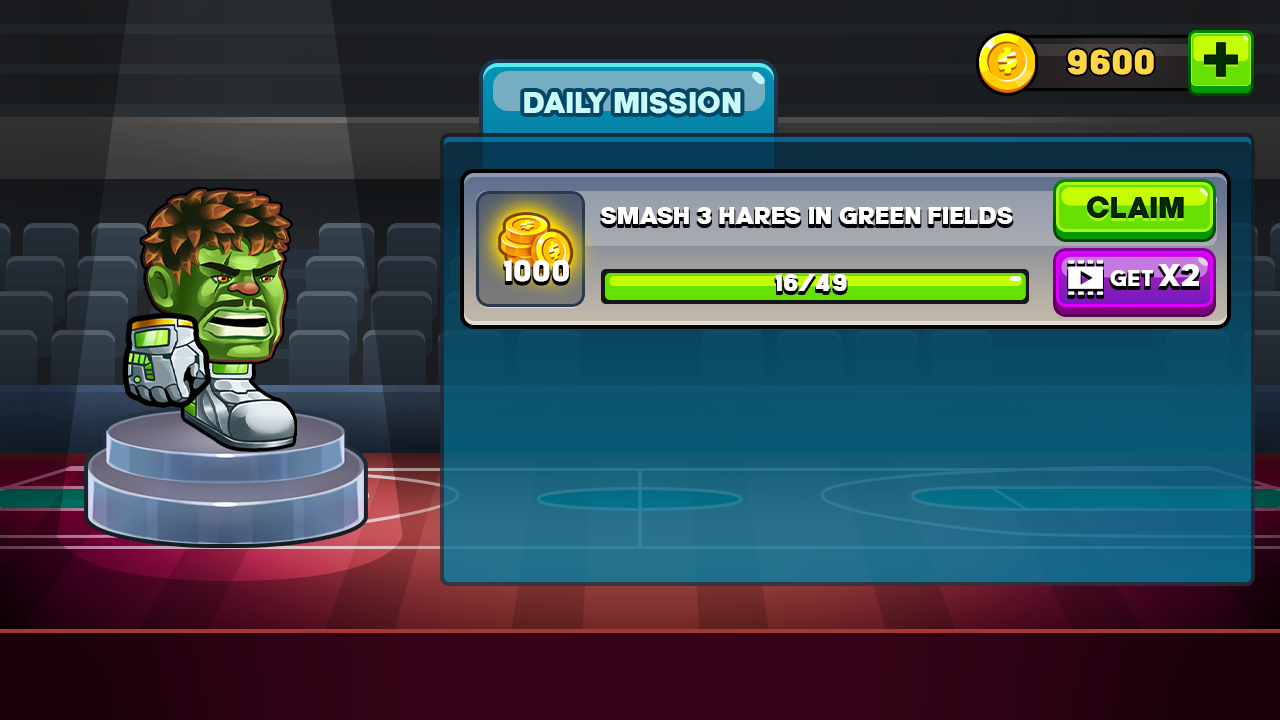 9600
DAILY MISSION
SMASH 3 HARES IN GREEN FIELDS
CLAIM
1000
16/49
GET X2